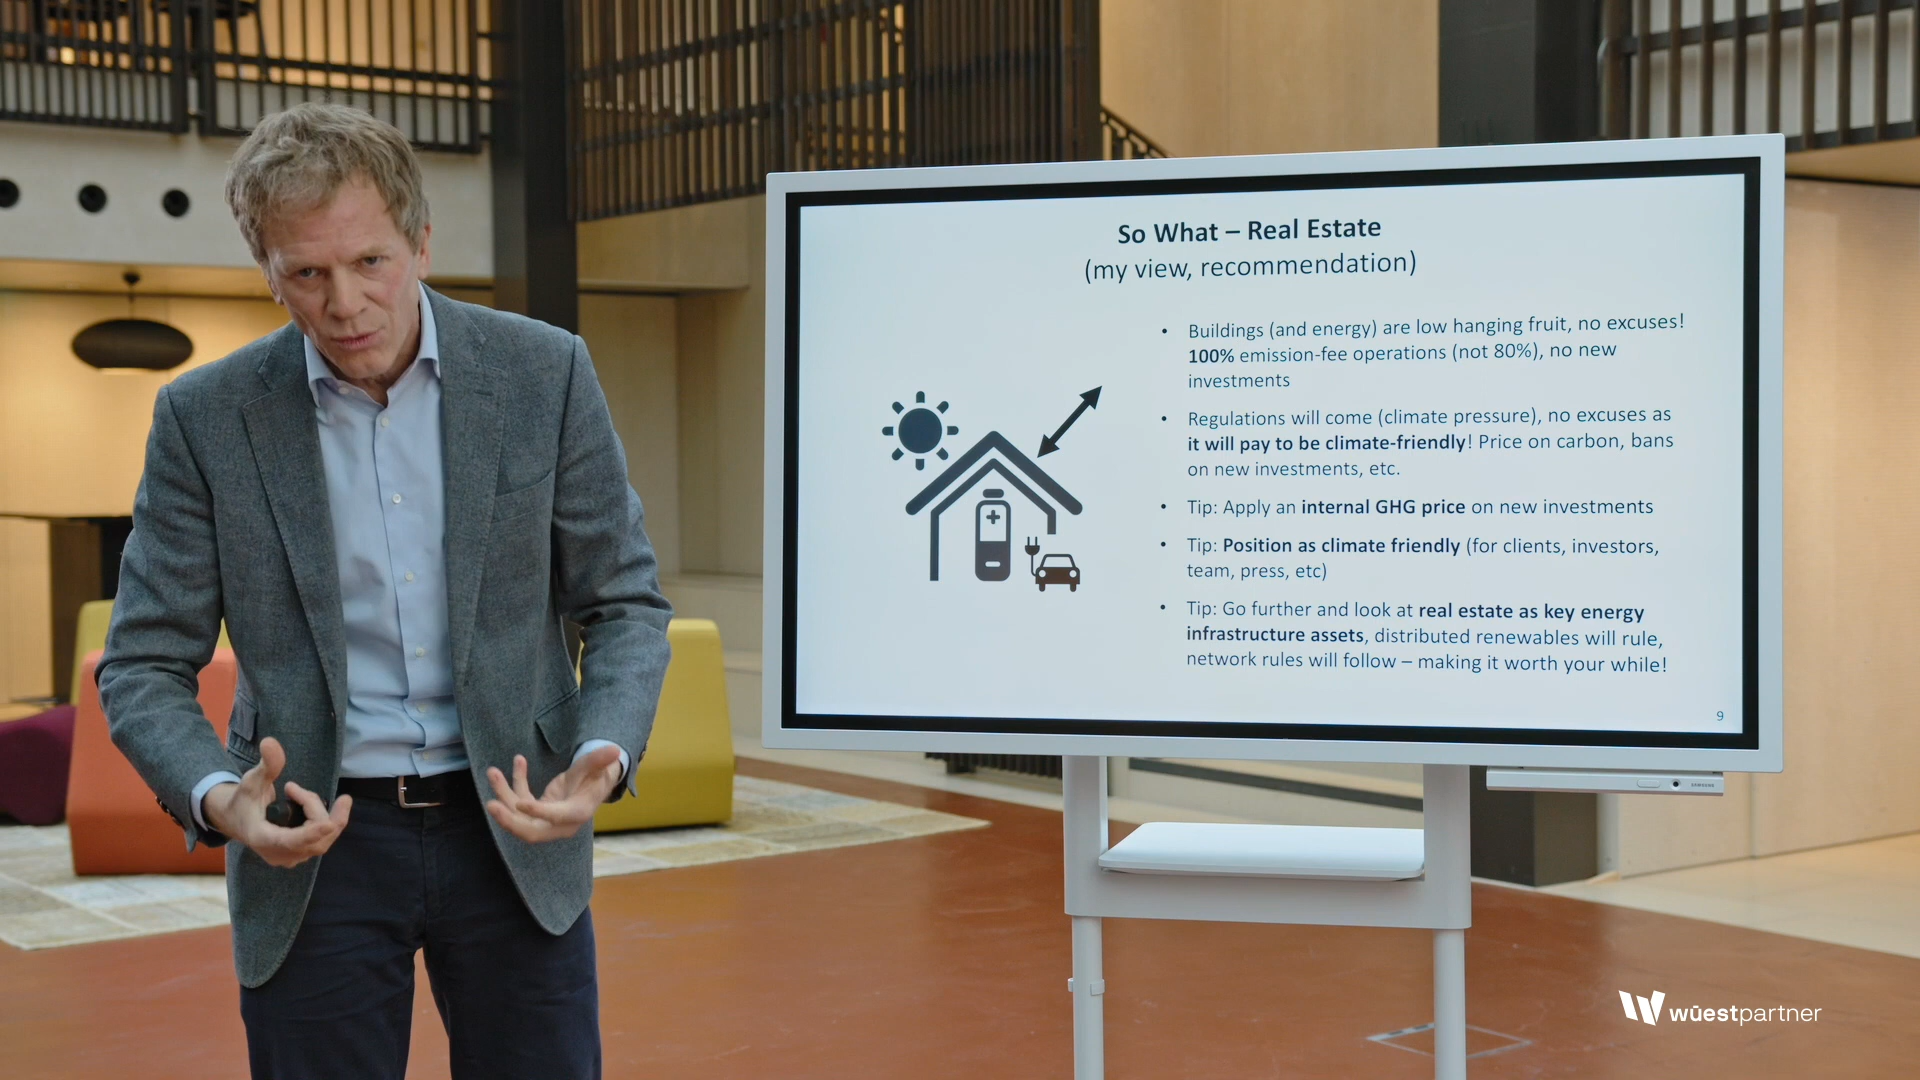 So What – Real Estate
(my view, recommendation)
• Buildings (and energy) are low hanging fruit, no excuses!
100% emission-fee operations (not 80%), no new
investments
• Regulations will come (climate pressure), no excuses as
it will pay to be climate-friendly! Price on carbon, bans
on new investments, etc.
• Tip: Apply an internal GHG price on new investments
• Tip: Position as climate friendly (for clients, investors,
team, press, etc)
• Tip: Go further and look at real estate as key energy
infrastructure assets, distributed renewables will rule,
network rules will follow – making it worth your while!
9
SAMSUNG
wüestpartner